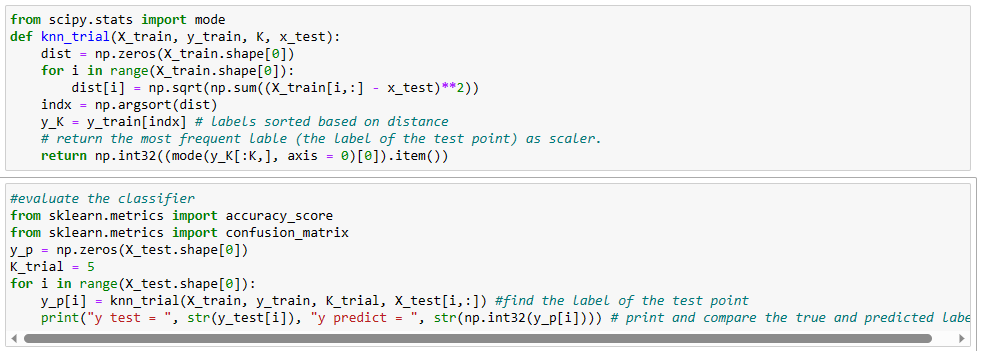 from scipy.stats import mode
def knn_trial(X_train, y_train, K, x_test):
    dist = np.zeros(X_train.shape[0])
    for i in range(X_train.shape[0]):
        dist[i] = np.sqrt(np.sum((X_train[i,:] - x_test)**2))
    indx = np.argsort(dist)
    y_K = y_train[indx] # labels sorted based on distance
    # return the most frequent lable (the label of the test point) as scaler.
    return np.int32((mode(y_K[:K,], axis = 0)[0]).item())
#evaluate the classifier
from sklearn.metrics import accuracy_score
from sklearn.metrics import confusion_matrix
y_p = np.zeros(X_test.shape[0])
K_trial = 5
for i in range(X_test.shape[0]):
    y_p[i] = knn_trial(X_train, y_train, K_trial, X_test[i,:]) #find the label of the test point
    print("y test = ", str(y_test[i]), "y predict = ", str(np.int32(y_p[i]))) # print and compare the true and predicted labe